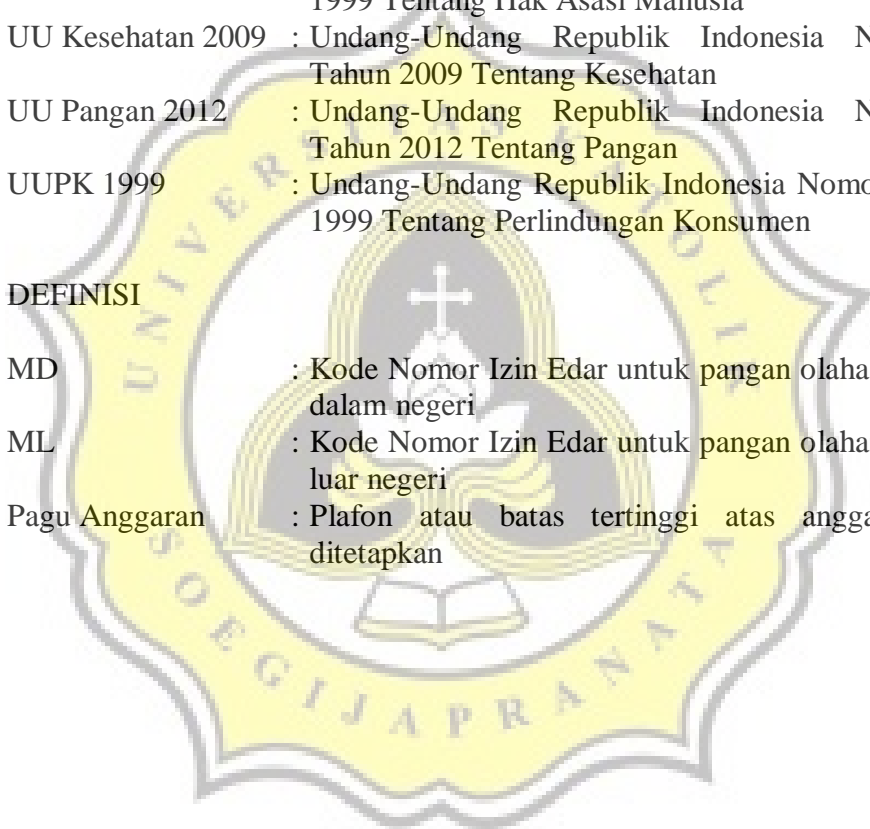 1999 Tentang Hak Asasi Manusia
UU Kesehatan 2009 : Undang-Undang Republik Indonesia N
Tahun 2009 Tentang Kesehatan
UU Pangan 2012 : Undang-Undang Republik Indonesia N
Tahun 2012 Tentang Pangan
UUPK 1999 : Undang-Undang Republik Indonesia Nomo
1999 Tentang Perlindungan Konsumen
DEFINISI
MD : Kode Nomor Izin Edar untuk pangan olaha
dalam negeri
ML : Kode Nomor Izin Edar untuk pangan olaha
luar negeri
Pagu Anggaran : Plafon atau batas tertinggi atas angga
ditetapkan
UNIVERSITAS KATOLIK
SOEGIJAPRANATA